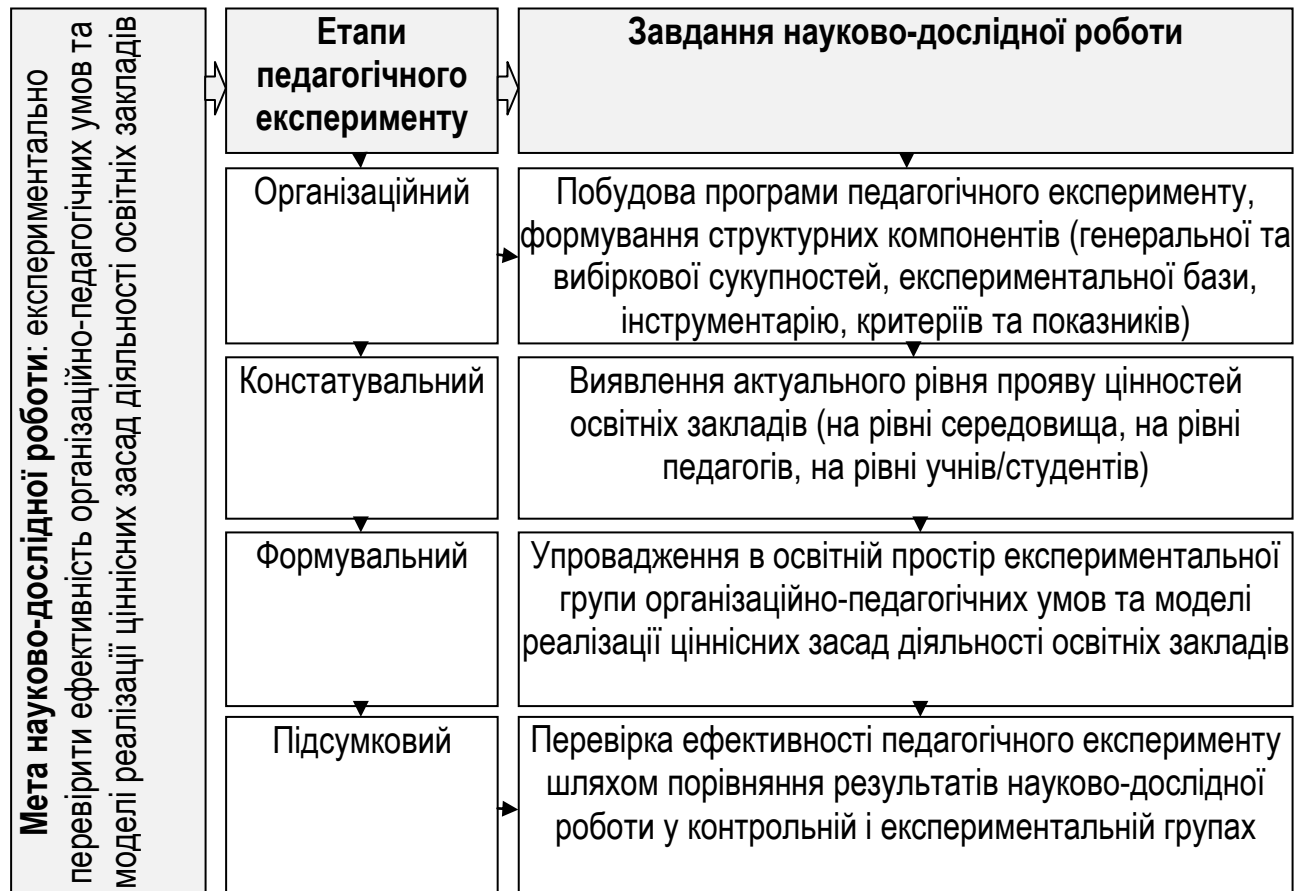 Мета науково-дослідної роботи: експериментально
перевірити ефективність організаційно-педагогічних умов та
моделі реалізації ціннісних засад діяльності освітніх закладів
Етапи
педагогічного
експерименту
Завдання науково-дослідної роботи
Організаційний
Побудова програми педагогічного експерименту,
формування структурних компонентів (генеральної та
вибіркової сукупностей, експериментальної бази,
інструментарію, критеріїв та показників)
Констатувальний
Виявлення актуального рівня прояву цінностей
освітніх закладів (на рівні середовища, на рівні
педагогів, на рівні учнів/студентів)
Формувальний
Упровадження в освітній простір експериментальної
групи організаційно-педагогічних умов та моделі
реалізації ціннісних засад діяльності освітніх закладів
Підсумковий
Перевірка ефективності педагогічного експерименту
шляхом порівняння результатів науково-дослідної
роботи у контрольній і експериментальній групах